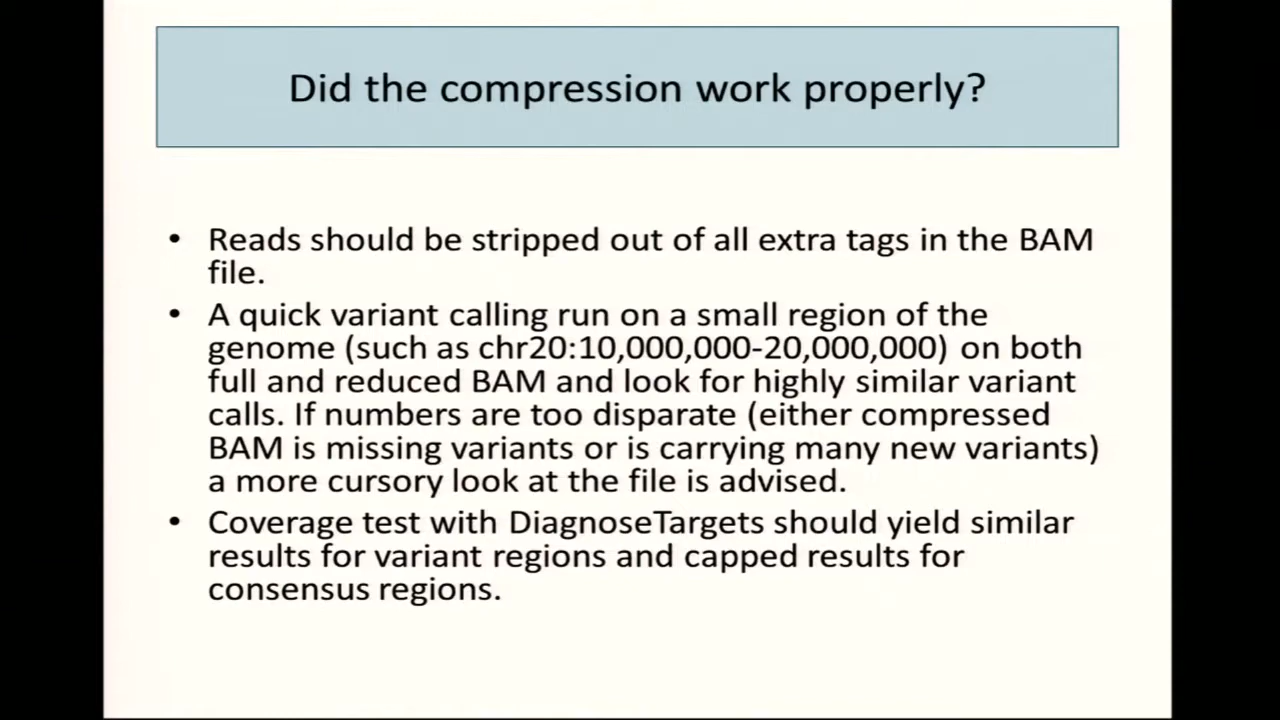 Did the compression work properly?
• Reads should be stripped out of all extra tags in the BAM
file.
• A quick variant calling run on a small region of the
genome (such as chr20:10,000,000-20,000,000) on both
full and reduced BAM and look for highly similar variant
calls. If numbers are too disparate (either compressed
BAM is missing variants or is carrying many new variants)
a more cursory look at the file is advised.
• Coverage test with DiagnoseTargets should yield similar
results for variant regions and capped results for
consensus regions.